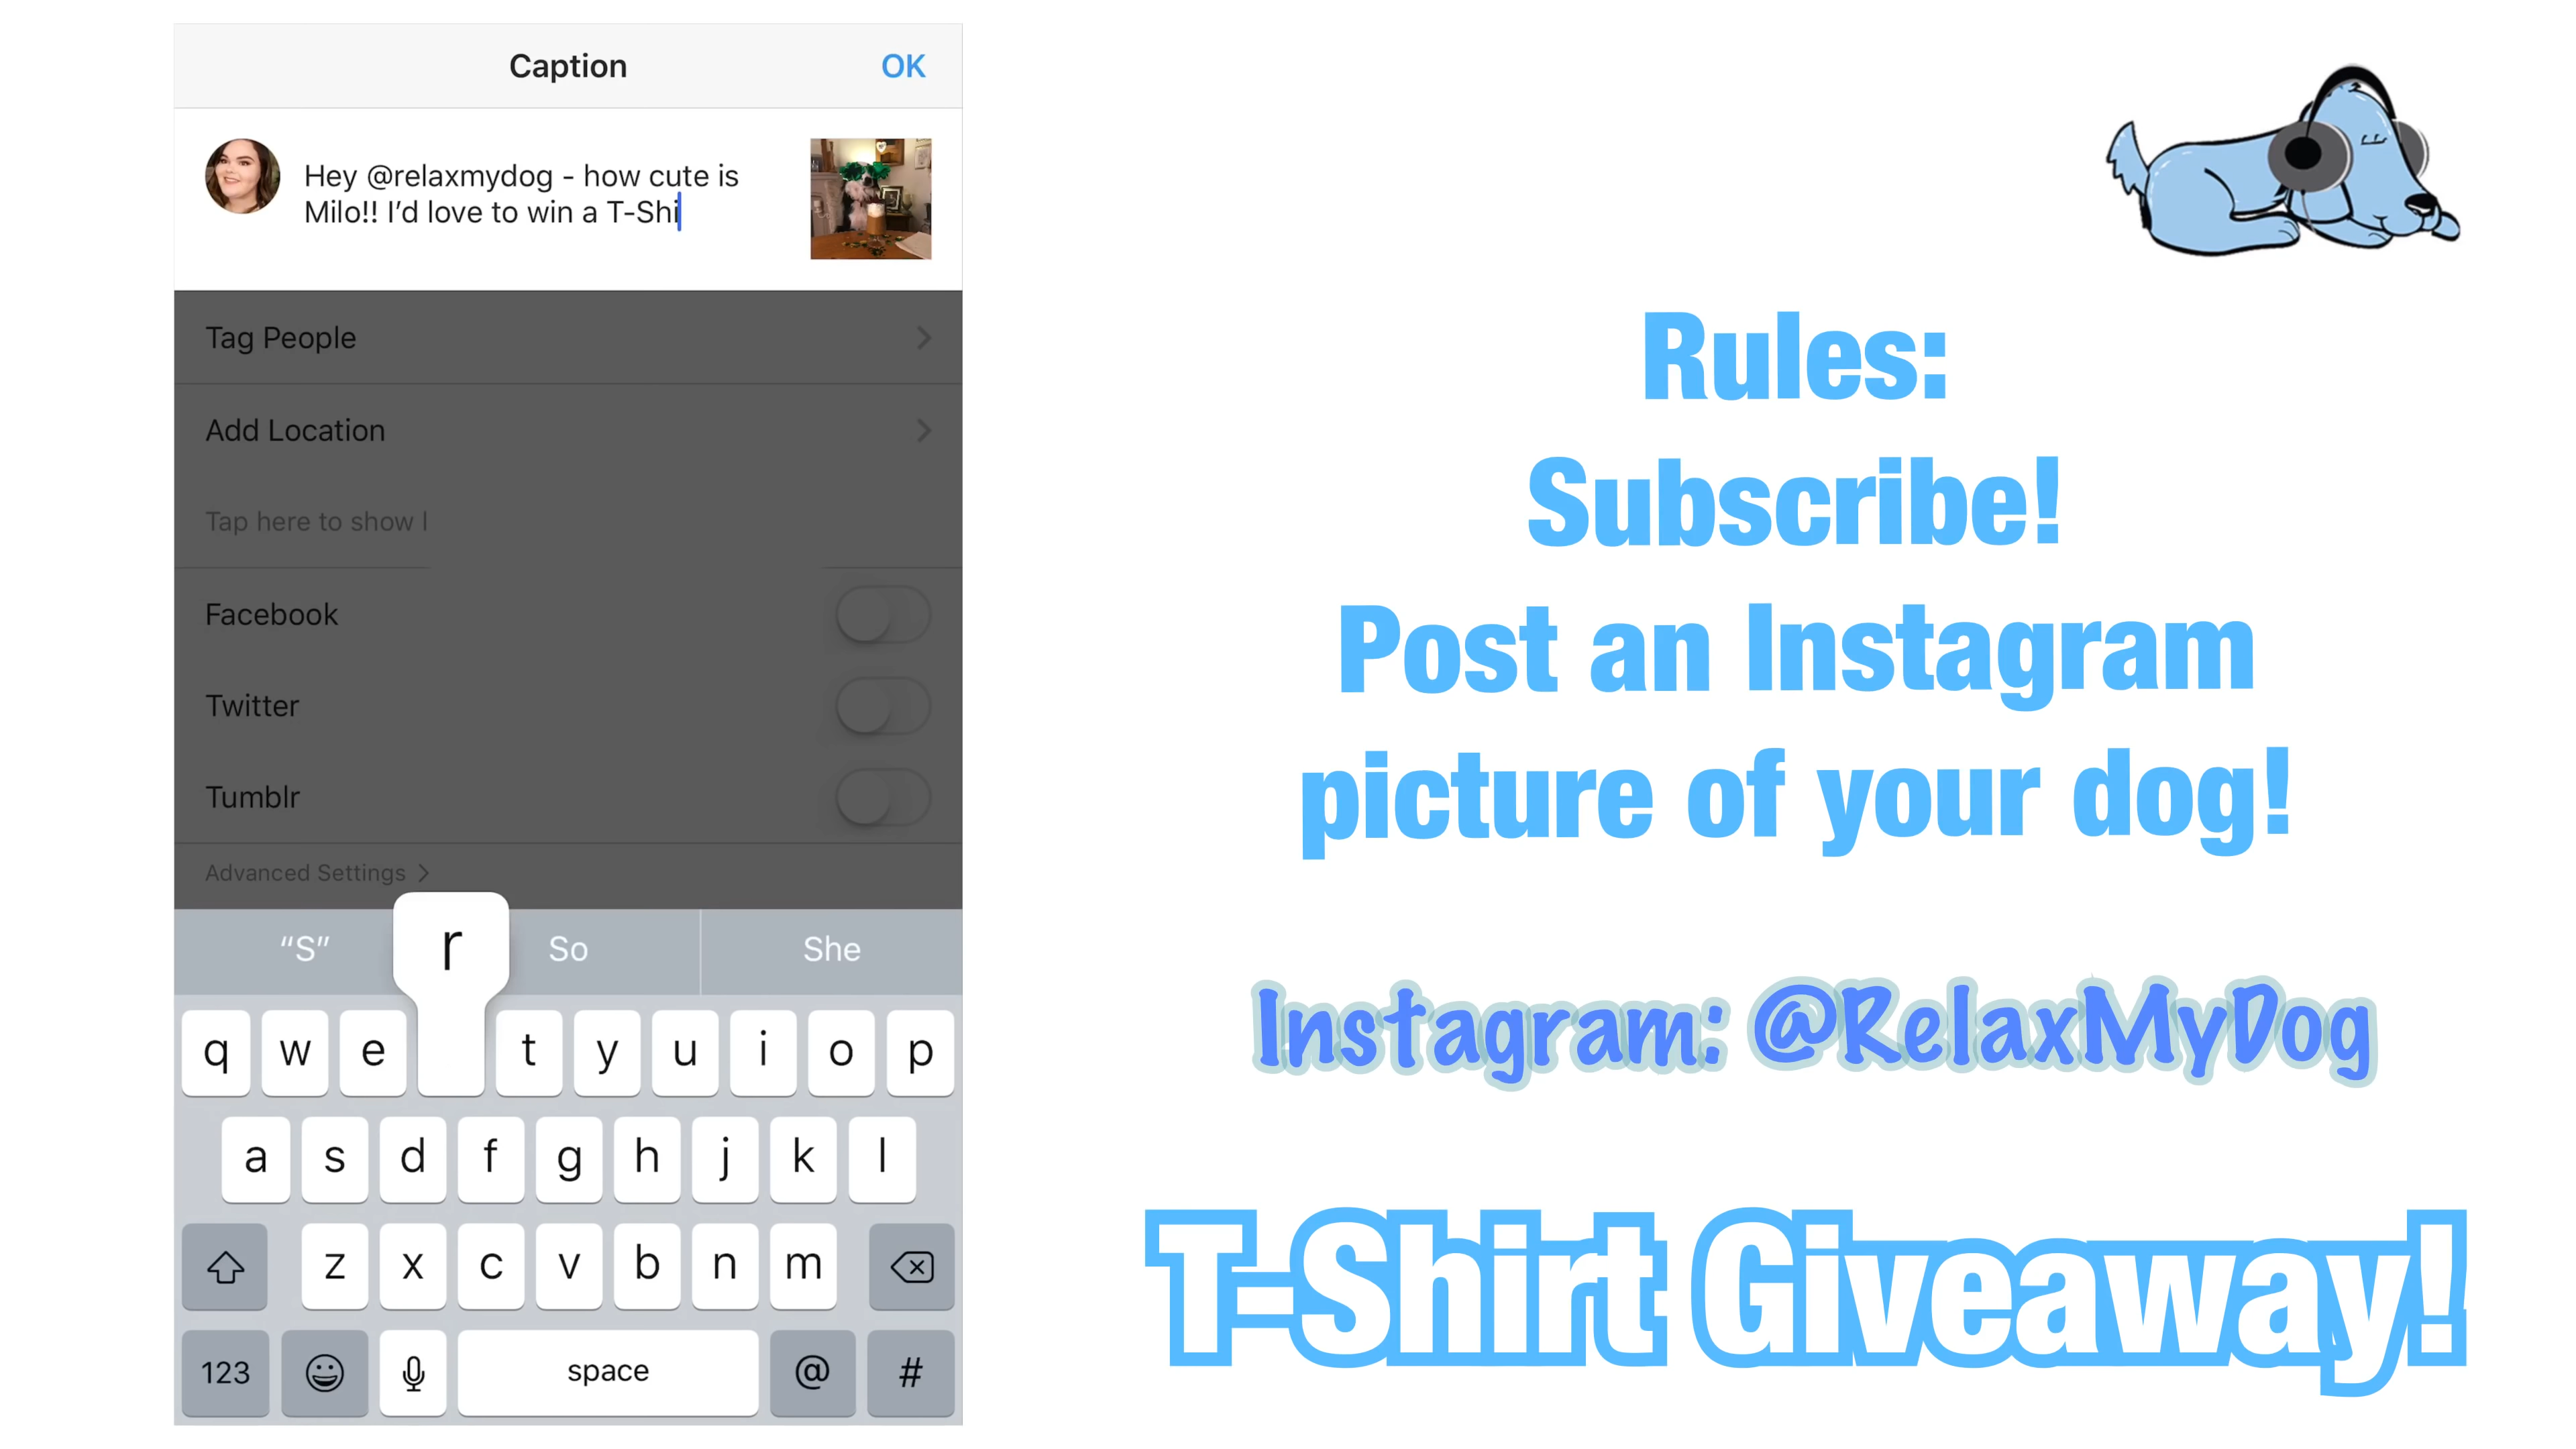 Caption
OK
Hey @relaxmydog - how cute is
Milo!! I'd love to win a T-Shi
Tag People
Add Location
Tap here to show l
Facebook
Twitter
Tumblr
Advanced Settings
"S"
r
So
She
q w e t y u i o p
a s d f g h j k l
z x c v b n m
123
space
@
#
Rules:
Subscribe!
Post an Instagram
picture of your dog!
Instagram: @RelaxMyDog
T-Shirt Giveaway!